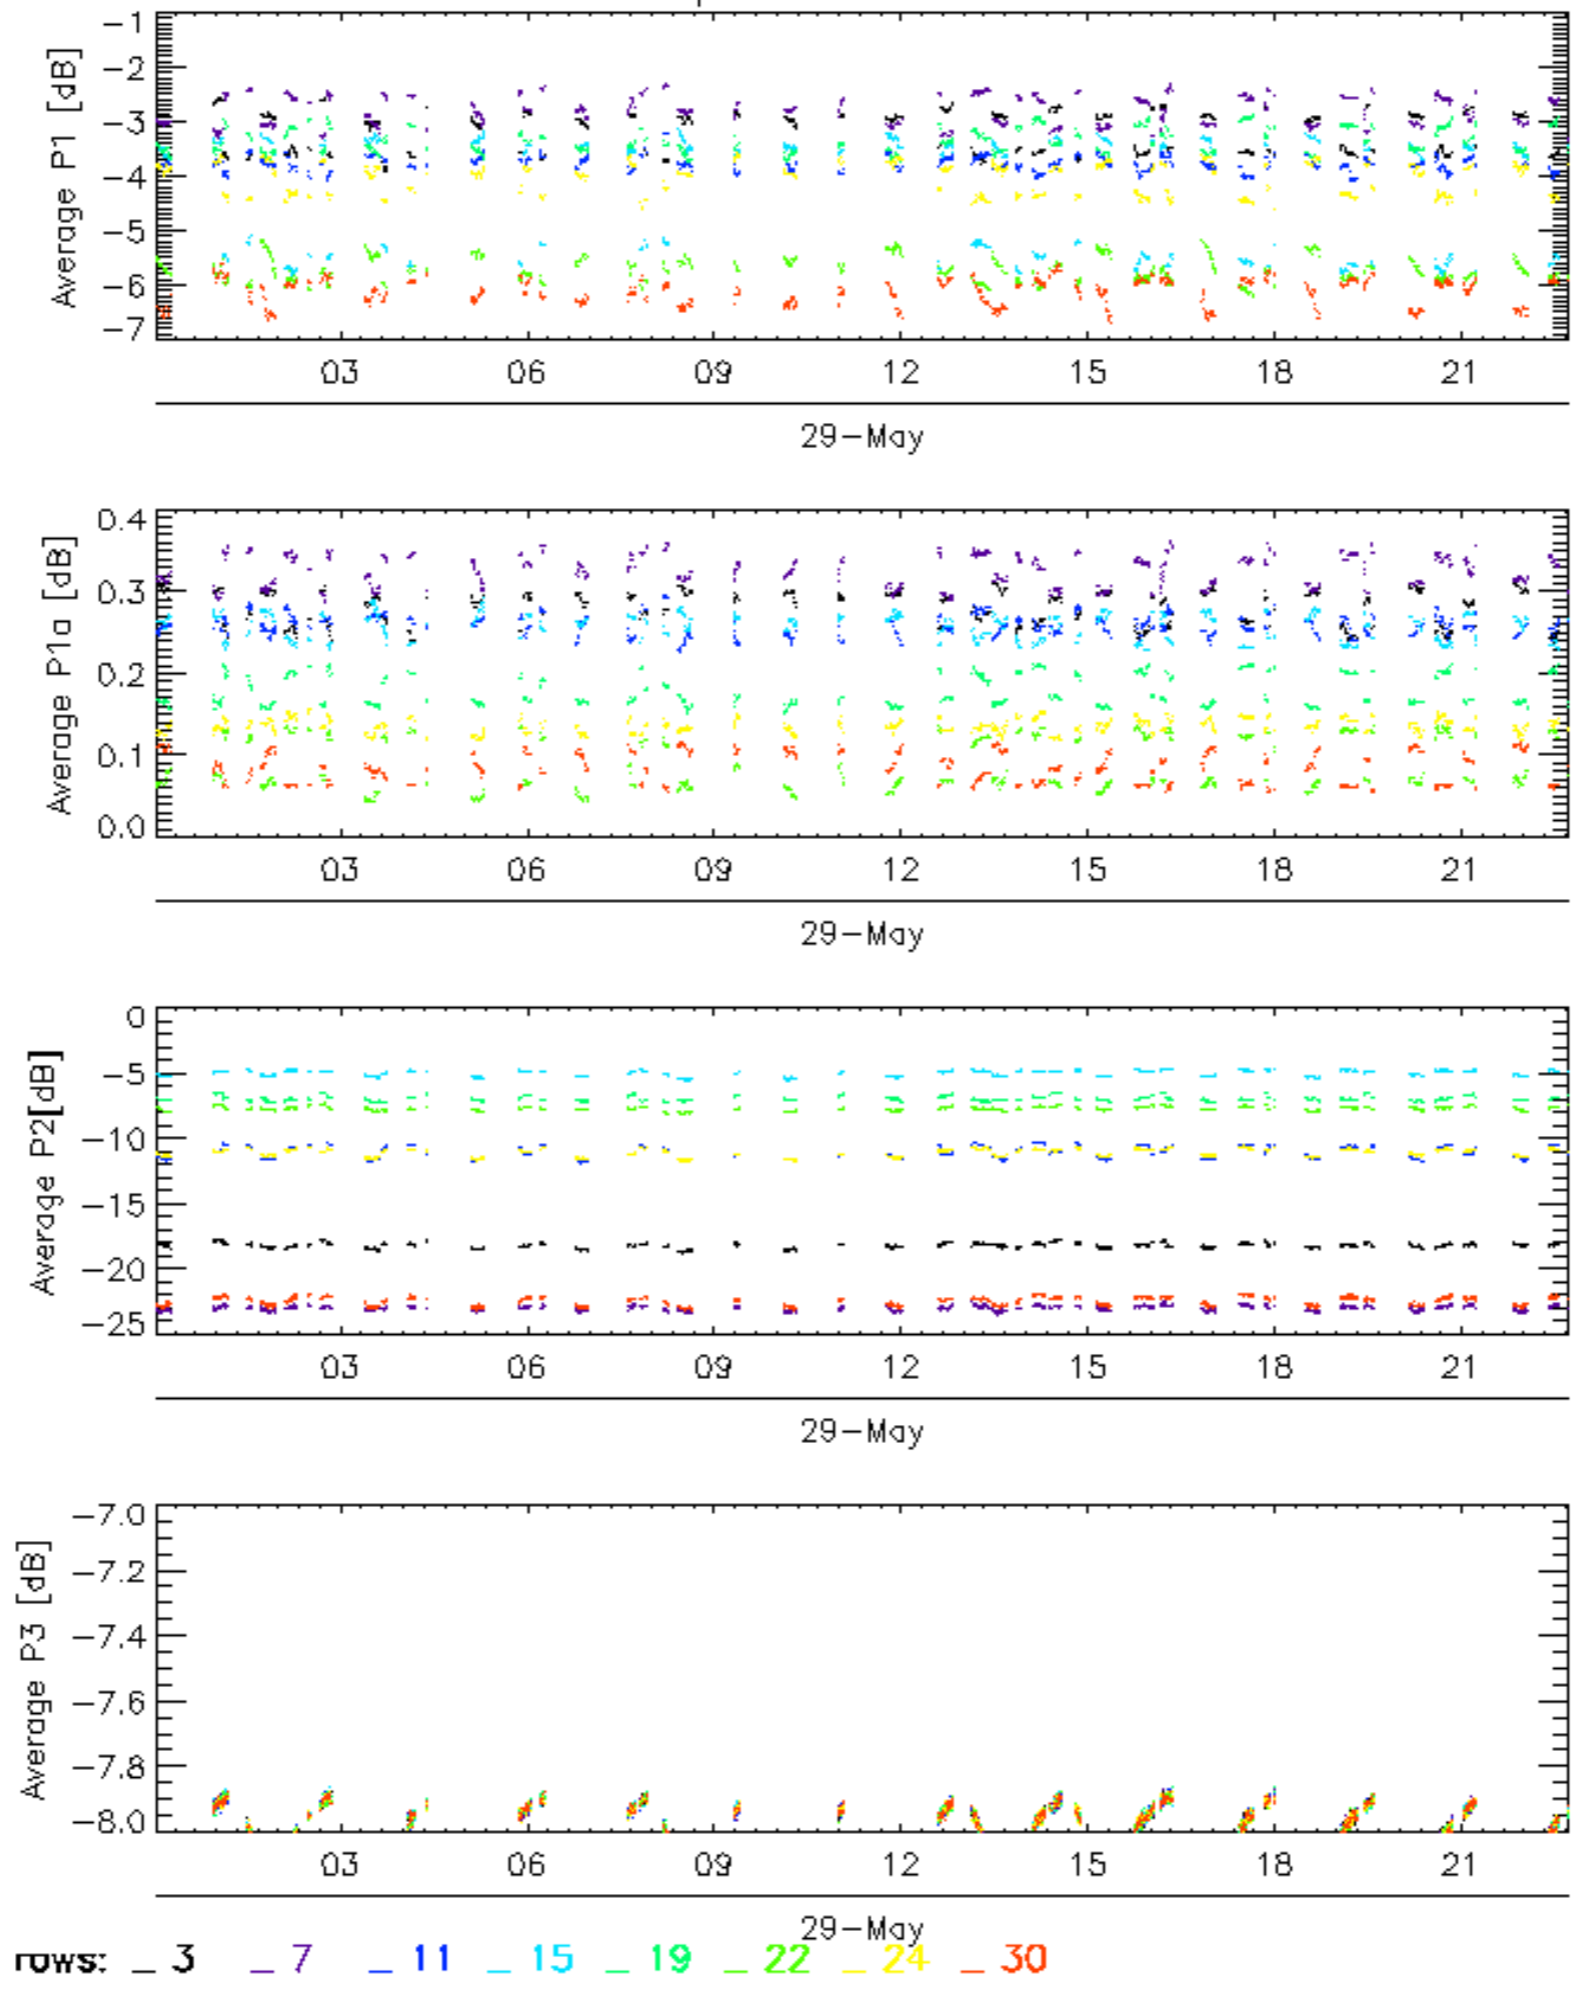 Average P1 [dB]
-1
-2
-3
-4
-5
-6
-7
03 06 09 12 15 18 21
29-May
Average P1a [dB]
0.4
0.3
0.2
0.1
0.0
03 06 09 12 15 18 21
29-May
Average P2[dB]
0
-5
-10
-15
-20
-25
03 06 09 12 15 18 21
29-May
Average P3 [dB]
-7.0
-7.2
-7.4
-7.6
-7.8
-8.0
03 06 09 12 15 18 21
29-May
rows: _ 3 _ 7 _ 11 _ 15 _ 19 _ 22 _ 24 _ 30